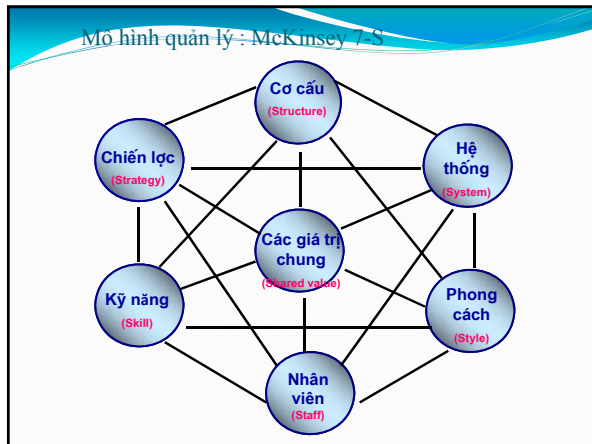 Mô hình quản lý : McKinsey 7-S
Cơ cấu
(Structure)
Chiến lợc
(Strategy)
Hệ
thống
(System)
Các giá trị
chung
(Shared value)
Kỹ năng
(Skill)
Phong
cách
(Style)
Nhân
viên
(Staff)